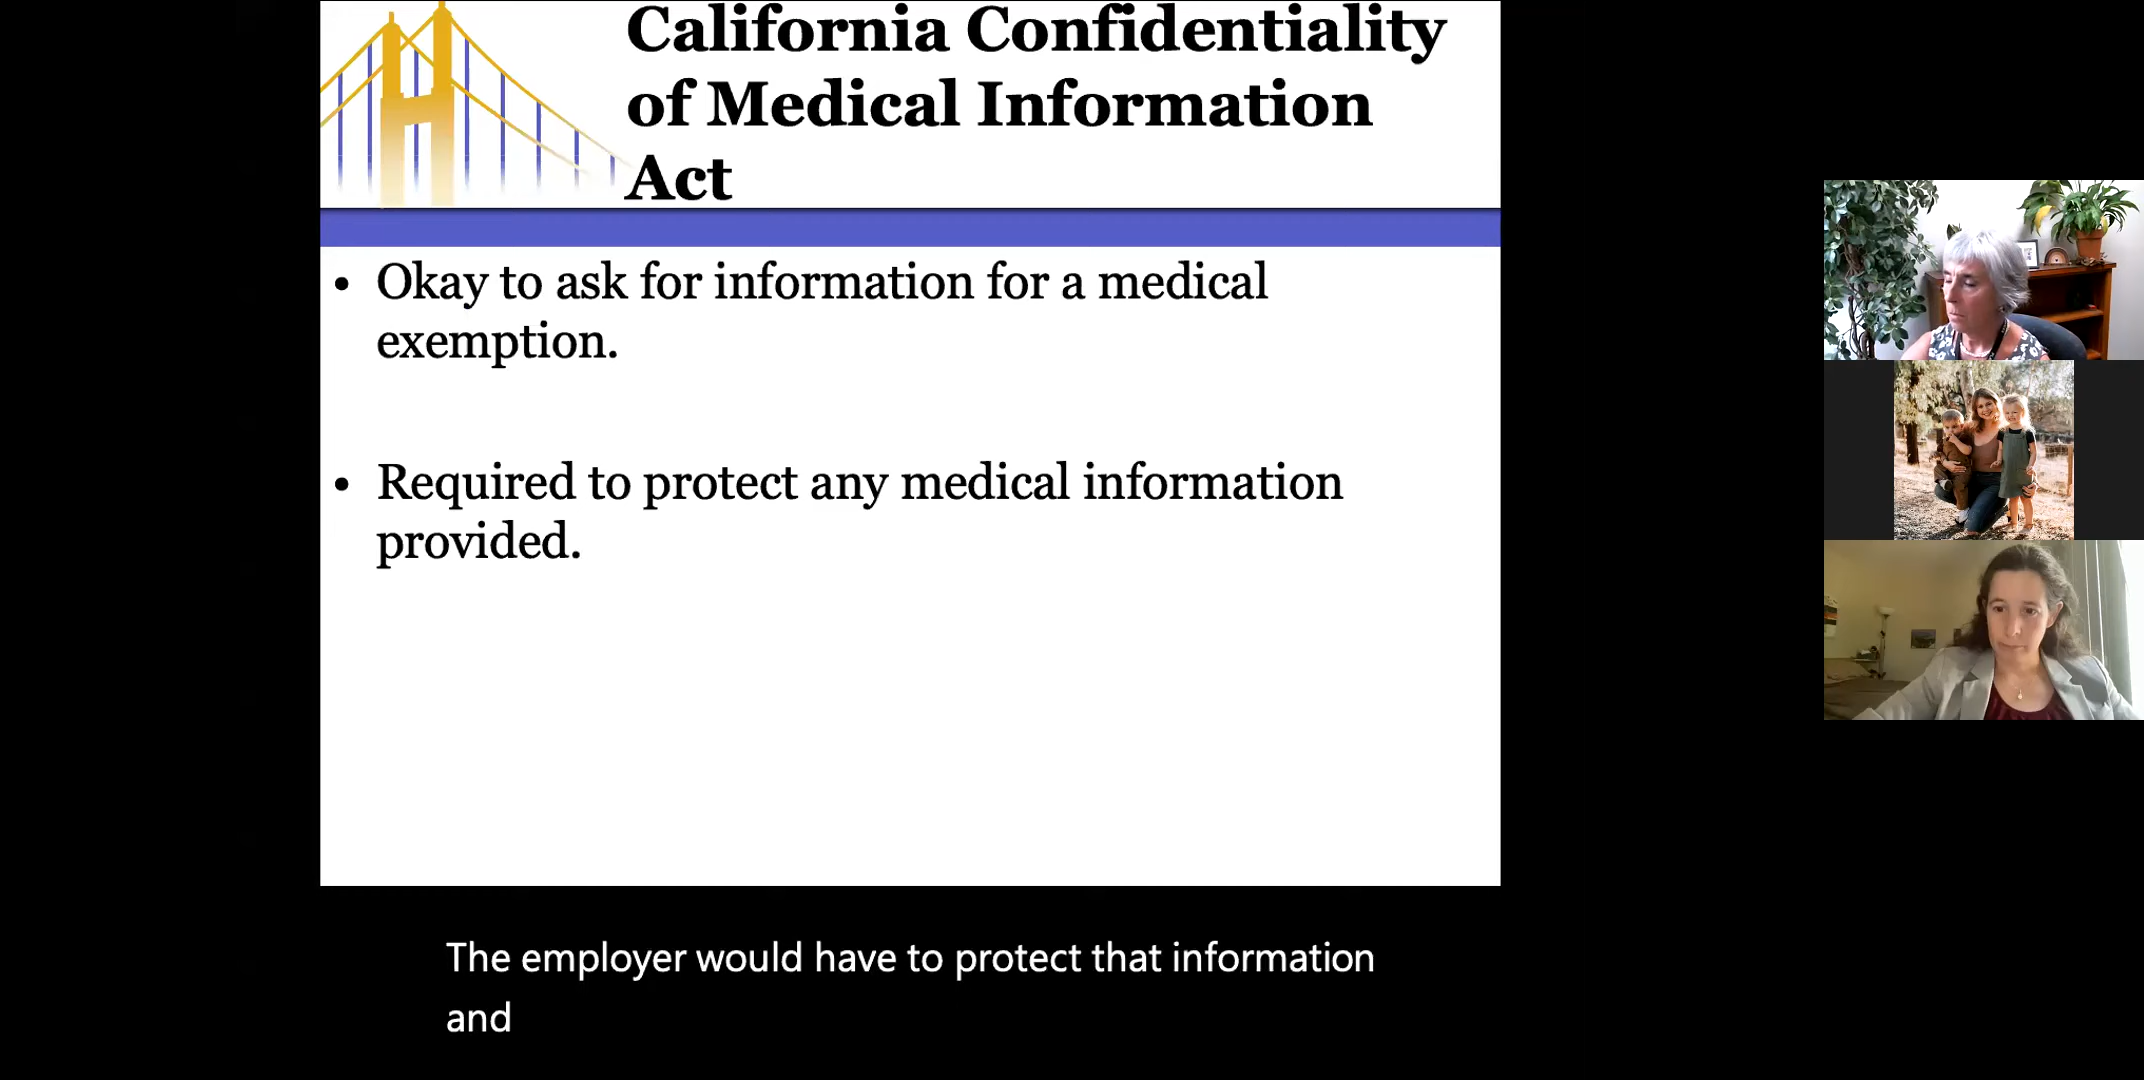 California Confidentiality
of Medical Information
Act
• Okay to ask for information for a medical
exemption.
• Required to protect any medical information
provided.
The employer would have to protect that information
and